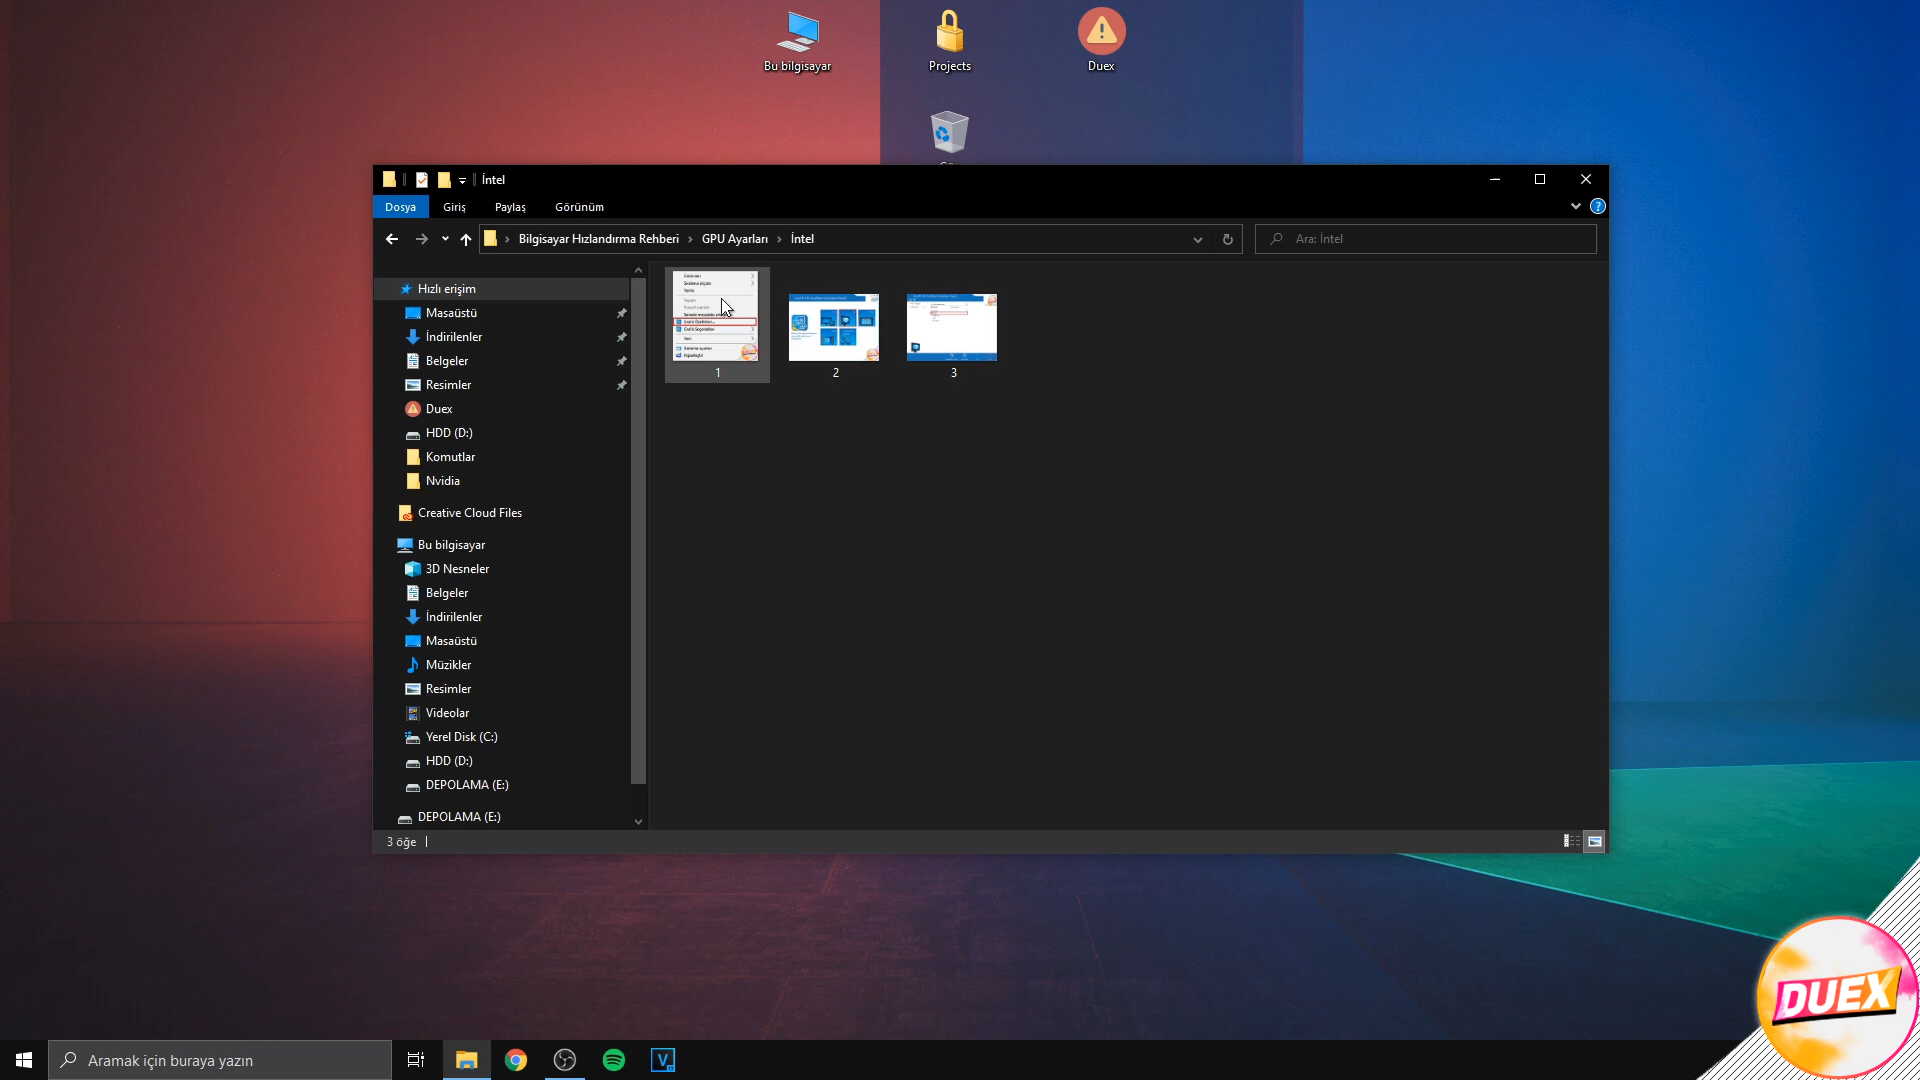 Bu bilgisayar
Projects
Duex
İntel
Dosya
Giriş
Paylaş
Görünüm
Bilgisayar Hızlandırma Rehberi
GPU Ayarları
İntel
Ara: İntel
Hızlı erişim
Masaüstü
İndirilenler
Belgeler
Resimler
Duex
HDD (D:)
Komutlar
Nvidia
Creative Cloud Files
Bu bilgisayar
3D Nesneler
Belgeler
İndirilenler
Masaüstü
Müzikler
Resimler
Videolar
Yerel Disk (C:)
HDD (D:)
DEPOLAMA (E:)
DEPOLAMA (E:)
1
2
3
3 öğe
DUEX
Aramak için buraya yazın